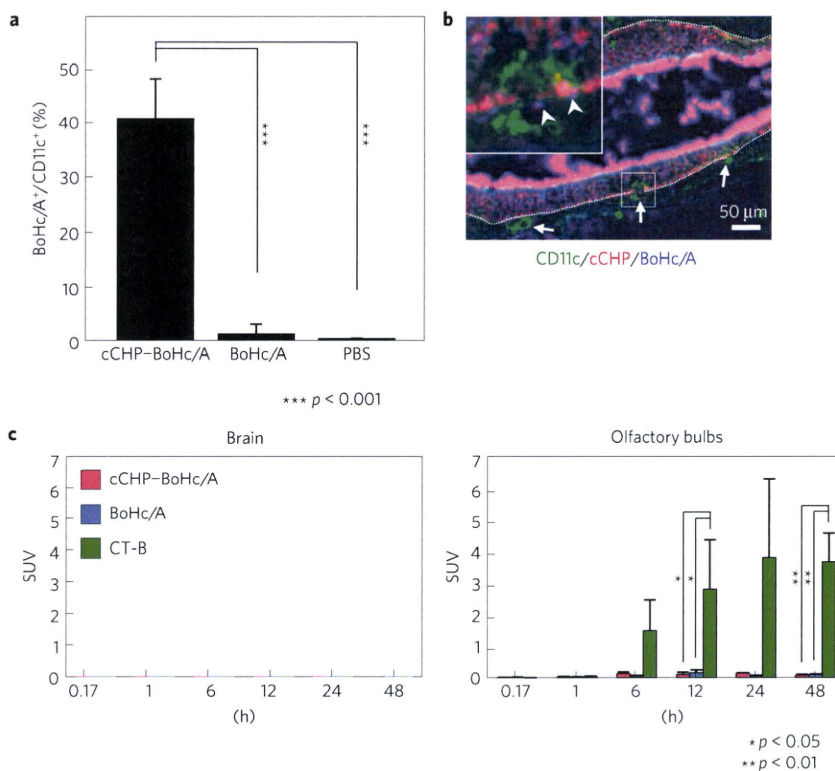 a
BoHc/A+/CD11c+ (%)
50
40
30
20
10
0
***
***
cCHP–BoHc/A BoHc/A PBS
*** p < 0.001
b
50 μm
CD11c/cCHP/BoHc/A
c
Brain
SUV
7
6
5
4
3
2
1
0
cCHP–BoHc/A
BoHc/A
CT-B
0.17 1 6 12 24 48
(h)
Olfactory bulbs
SUV
7
6
5
4
3
2
1
0
* *
** **
0.17 1 6 12 24 48
(h)
* p < 0.05
** p < 0.01